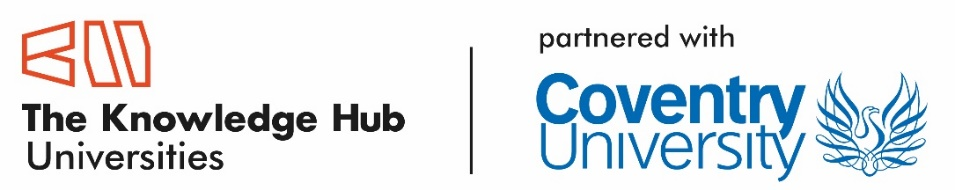 The Knowledge Hub
Universities
partnered with
Coventry
University